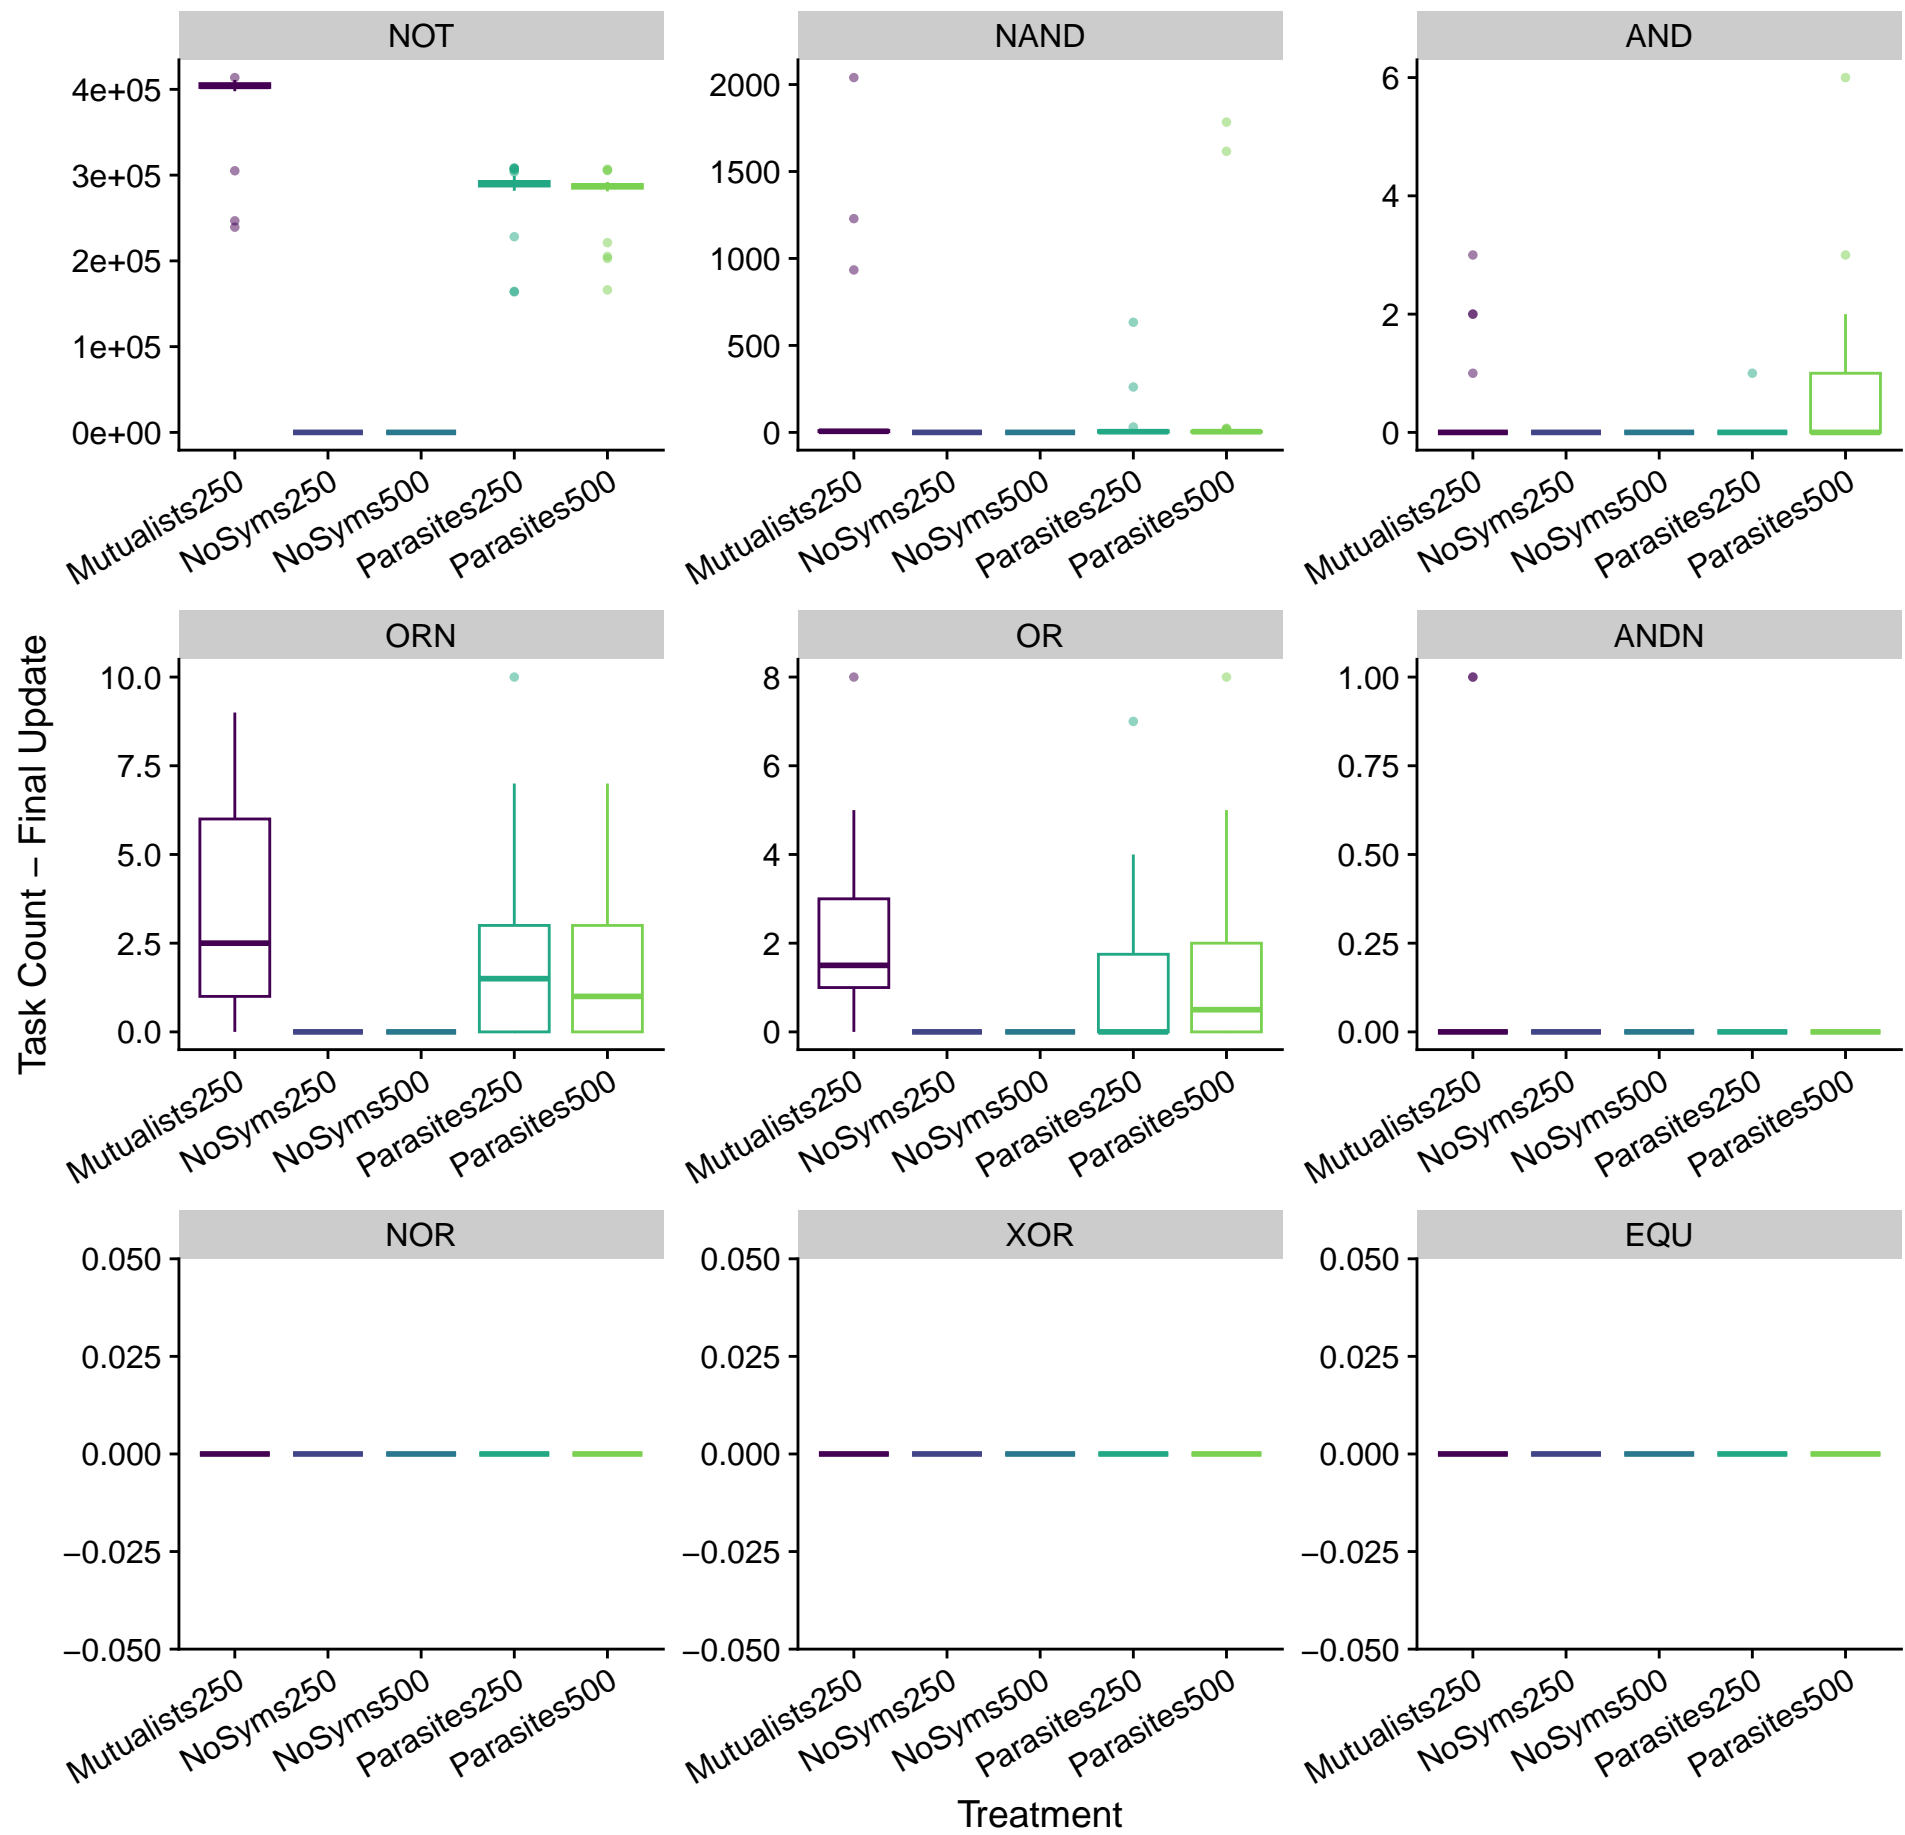 NOT
NAND
AND
4e+05
3e+05
2e+05
1e+05
0e+00
2000
1500
1000
500
0
6
4
2
0
Mutualists250
NoSyms250
NoSyms500
Parasites250
Parasites500
Mutualists250
NoSyms250
NoSyms500
Parasites250
Parasites500
Mutualists250
NoSyms250
NoSyms500
Parasites250
Parasites500
Task Count – Final Update
ORN
OR
ANDN
10.0
7.5
5.0
2.5
0.0
8
6
4
2
0
1.00
0.75
0.50
0.25
0.00
Mutualists250
NoSyms250
NoSyms500
Parasites250
Parasites500
Mutualists250
NoSyms250
NoSyms500
Parasites250
Parasites500
Mutualists250
NoSyms250
NoSyms500
Parasites250
Parasites500
NOR
XOR
EQU
0.050
0.025
0.000
−0.025
−0.050
0.050
0.025
0.000
−0.025
−0.050
0.050
0.025
0.000
−0.025
−0.050
Mutualists250
NoSyms250
NoSyms500
Parasites250
Parasites500
Mutualists250
NoSyms250
NoSyms500
Parasites250
Parasites500
Mutualists250
NoSyms250
NoSyms500
Parasites250
Parasites500
Treatment